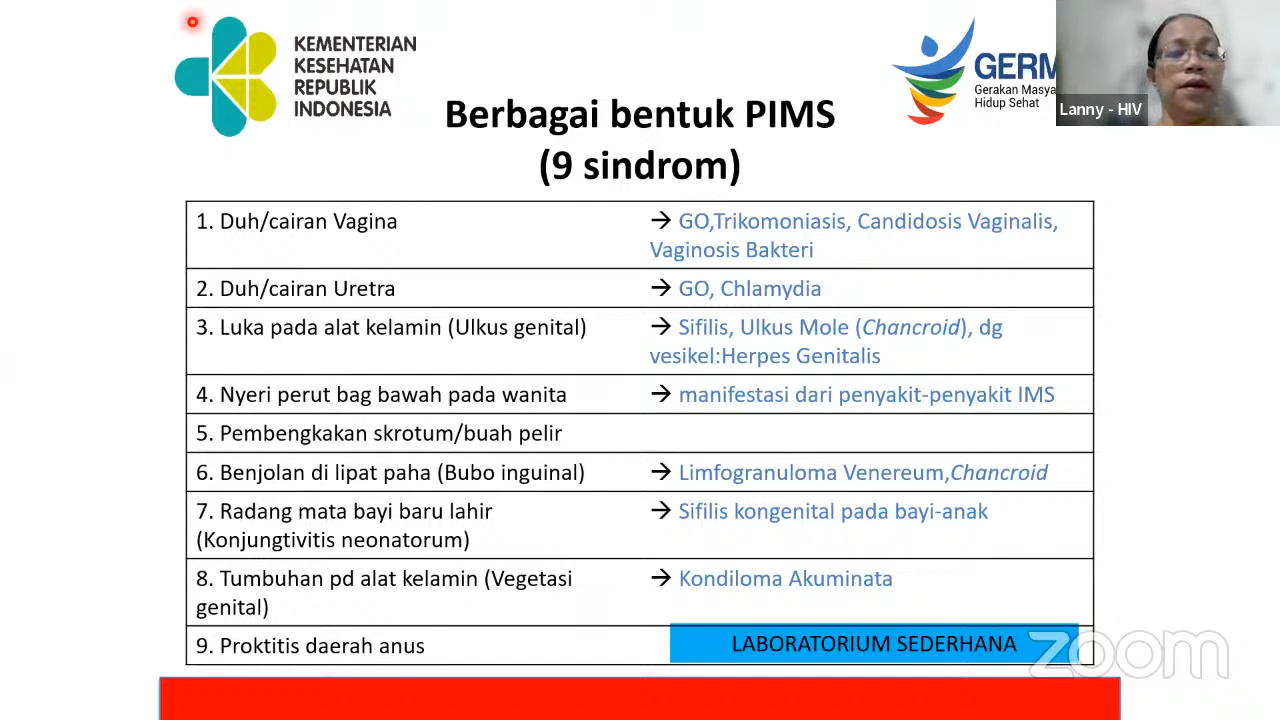 KEMENTERIAN
KESEHATAN
REPUBLIK
INDONESIA
GERM
Gerakan Masya
Hidup Sehat
Lanny - HIV
Berbagai bentuk PIMS
(9 sindrom)
1. Duh/cairan Vagina
→ GO,Trikomoniasis, Candidosis Vaginalis,
Vaginosis Bakteri
2. Duh/cairan Uretra
→ GO, Chlamydia
3. Luka pada alat kelamin (Ulkus genital)
→ Sifilis, Ulkus Mole (Chancroid), dg
vesikel:Herpes Genitalis
4. Nyeri perut bag bawah pada wanita
→ manifestasi dari penyakit-penyakit IMS
5. Pembengkakan skrotum/buah pelir
6. Benjolan di lipat paha (Bubo inguinal)
→ Limfogranuloma Venereum,Chancroid
7. Radang mata bayi baru lahir
(Konjungtivitis neonatorum)
→ Sifilis kongenital pada bayi-anak
8. Tumbuhan pd alat kelamin (Vegetasi
genital)
→ Kondiloma Akuminata
9. Proktitis daerah anus
LABORATORIUM SEDERHANA
zoom